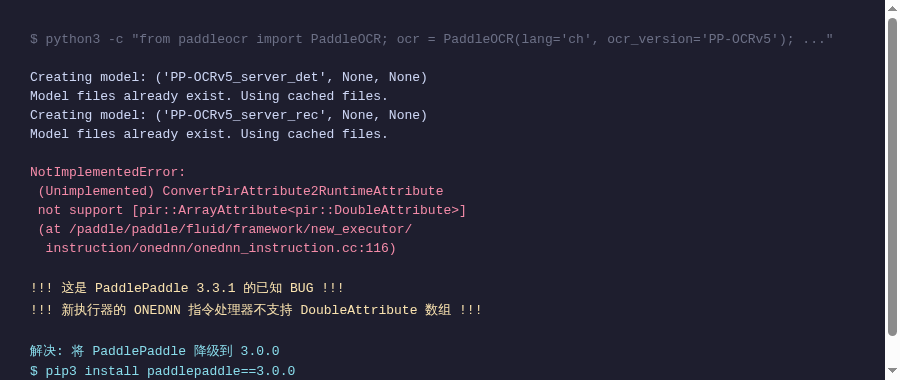 $ python3 -c "from paddleocr import PaddleOCR; ocr = PaddleOCR(lang='ch', ocr_version='PP-OCRv5'); ..."
Creating model: ('PP-OCRv5_server_det', None, None)
Model files already exist. Using cached files.
Creating model: ('PP-OCRv5_server_rec', None, None)
Model files already exist. Using cached files.
NotImplementedError:
(Unimplemented) ConvertPirAttribute2RuntimeAttribute
not support [pir::ArrayAttribute<pir::DoubleAttribute>]
(at /paddle/paddle/fluid/framework/new_executor/
instruction/onednn/onednn_instruction.cc:116)
!!! 这是 PaddlePaddle 3.3.1 的已知 BUG !!!
!!! 新执行器的 ONEDNN 指令处理器不支持 DoubleAttribute 数组 !!!
解决: 将 PaddlePaddle 降级到 3.0.0
$ pip3 install paddlepaddle==3.0.0